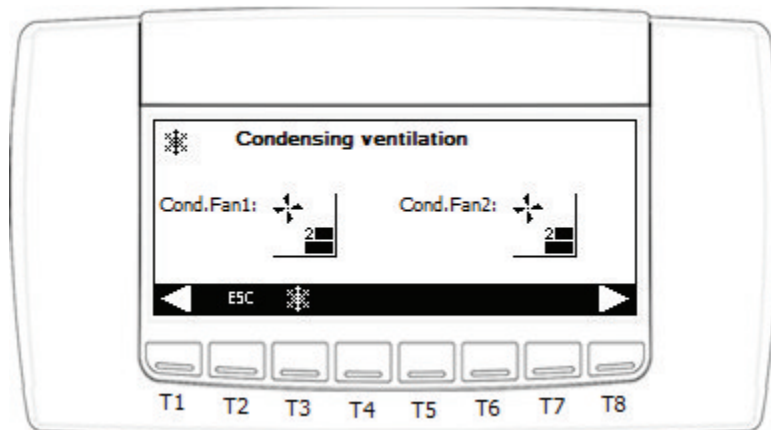 Condensing ventilation
Cond.Fan1: 2 Cond.Fan2: 2
ESC
T1 T2 T3 T4 T5 T6 T7 T8